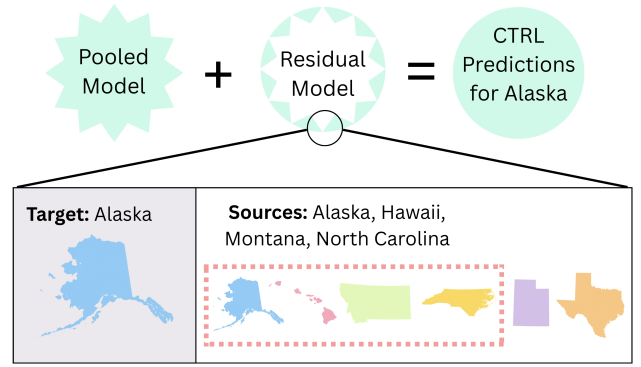 Pooled
Model
+
Residual
Model
=
CTRL
Predictions
for Alaska
Target: Alaska
Sources: Alaska, Hawaii,
Montana, North Carolina